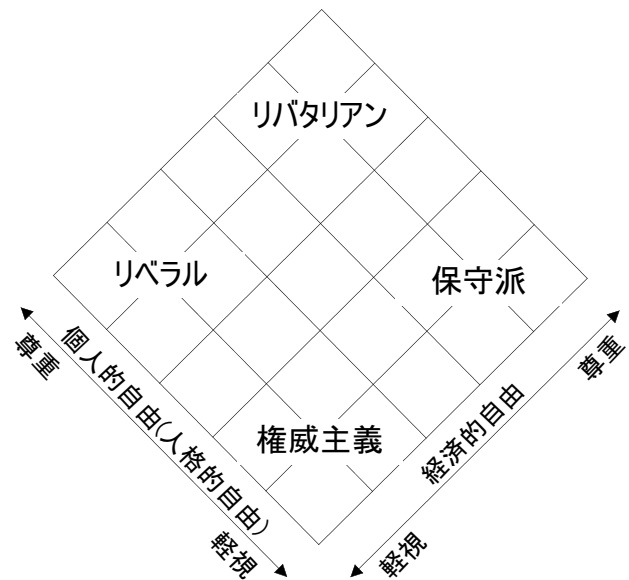 リバタリアン
リベラル
保守派
権威主義
尊重
個人的自由(人格的自由)
軽視
尊重
経済的自由
軽視